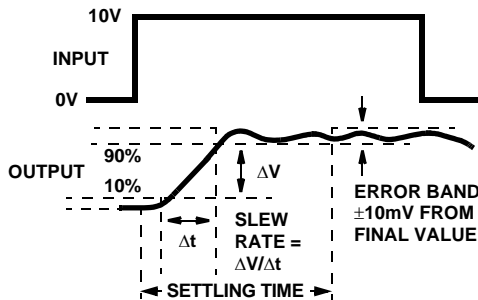 10V
INPUT
0V
90%
OUTPUT
10%
ΔV
Δt
SLEW
RATE =
ΔV/Δt
ERROR BAND
±10mV FROM
FINAL VALUE
SETTLING TIME